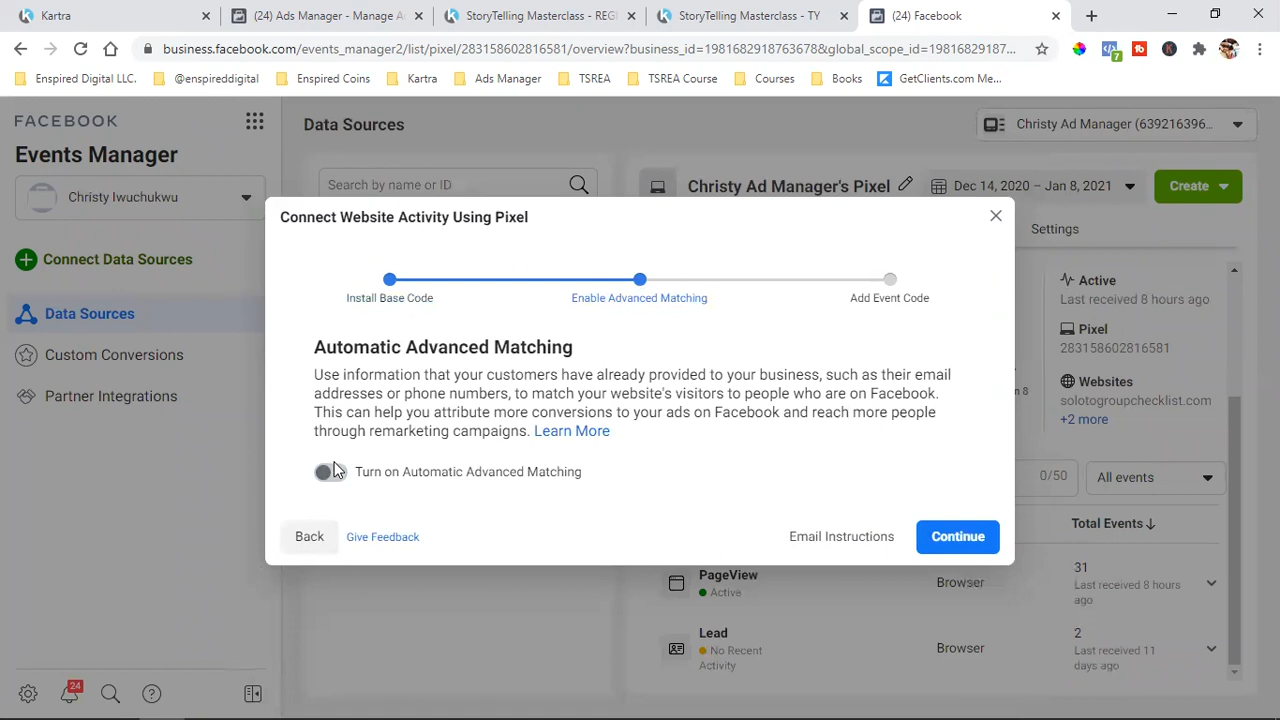 Kartra
(24) Ads Manager - Manage A
StoryTelling Masterclass - REGI
StoryTelling Masterclass - TY
(24) Facebook
business.facebook.com/events_manager2/list/pixel/283158602816581/overview?business_id=1981682918763678&global_scope_id=19816829187...
7
K
Enspired Digital LLC.
@enspireddigital
Enspired Coins
Kartra
Ads Manager
TSREA
TSREA Course
Courses
Books
GetClients.com Me...
FACEBOOK
Events Manager
Christy Iwuchukwu
Connect Data Sources
Data Sources
Custom Conversions
Partner Integrations
24
Data Sources
Christy Ad Manager (639216396...
Search by name or ID
Christy Ad Manager's Pixel
Dec 14, 2020 – Jan 8, 2021
Create
Settings
Connect Website Activity Using Pixel
Install Base Code
Enable Advanced Matching
Add Event Code
Automatic Advanced Matching
Use information that your customers have already provided to your business, such as their email
addresses or phone numbers, to match your website's visitors to people who are on Facebook.
This can help you attribute more conversions to your ads on Facebook and reach more people
through remarketing campaigns. Learn More
Turn on Automatic Advanced Matching
Back
Give Feedback
Email Instructions
Continue
Active
Last received 8 hours ago
Pixel
283158602816581
Websites
solotogroupchecklist.com
+2 more
8
0/50
All events
Total Events
PageView
Active
Browser
31
Last received 8 hours
ago
Lead
No Recent
Activity
Browser
2
Last received 11
days ago